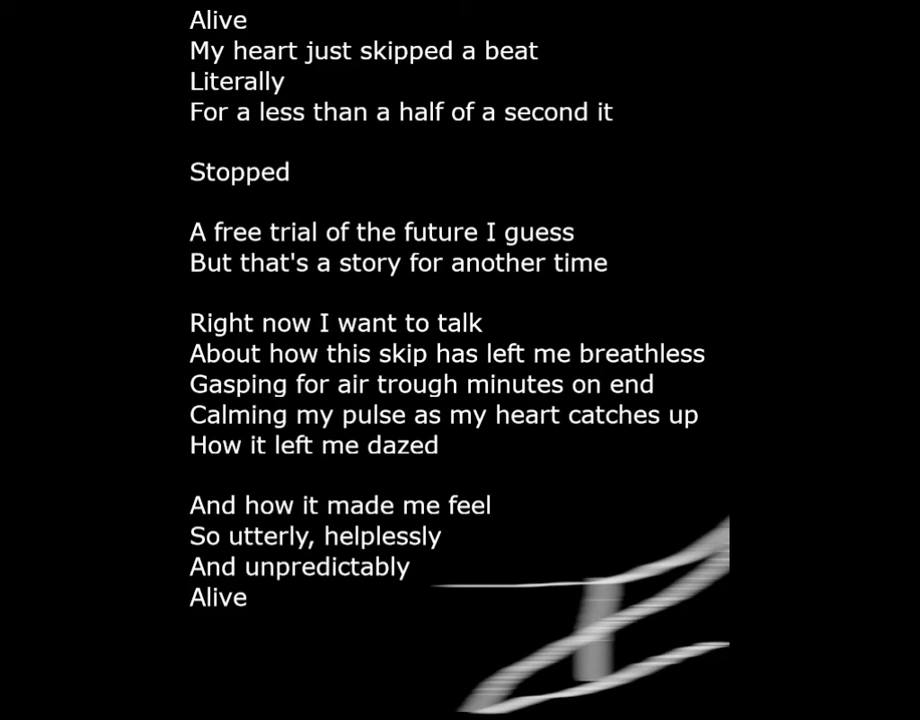 Alive
My heart just skipped a beat
Literally
For a less than a half of a second it
Stopped
A free trial of the future I guess
But that's a story for another time
Right now I want to talk
About how this skip has left me breathless
Gasping for air trough minutes on end
Calming my pulse as my heart catches up
How it left me dazed
And how it made me feel
So utterly, helplessly
And unpredictably
Alive